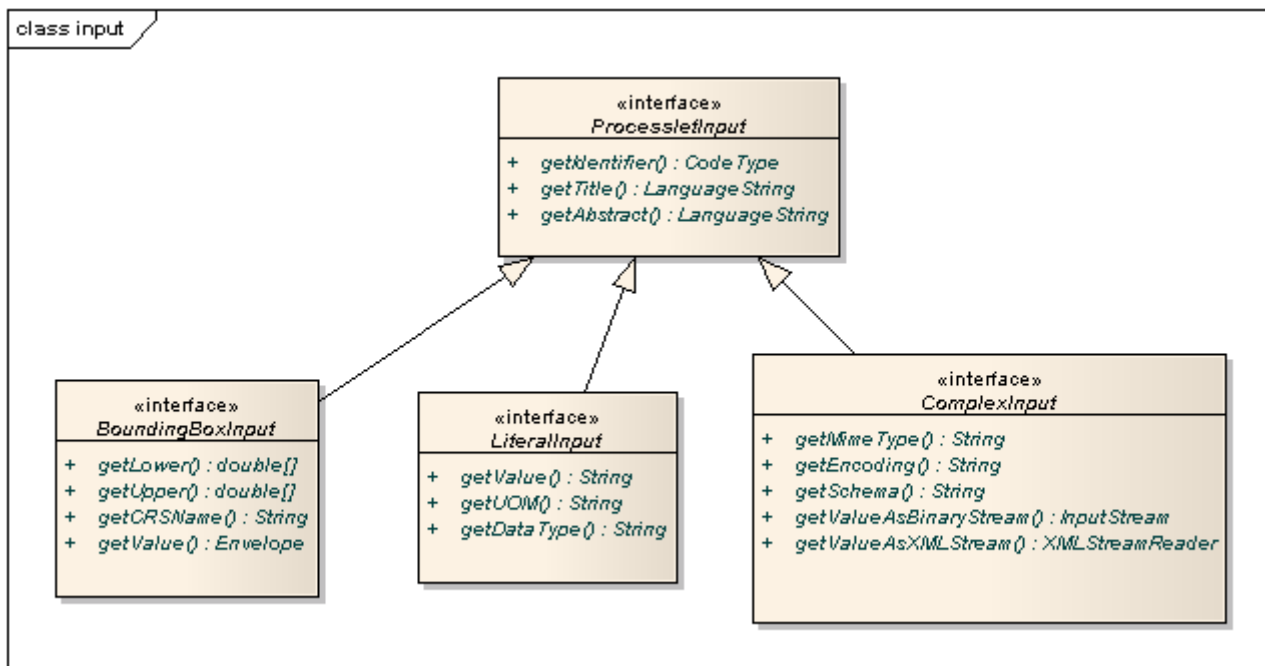 class input
«interface»
ProcessletInput
+ getIdentifier() : CodeType
+ getTitle() : LanguageString
+ getAbstract() : LanguageString
«interface»
BoundingBoxInput
+ getLower() : double[]
+ getUpper() : double[]
+ getCRSName() : String
+ getValue() : Envelope
«interface»
LiteralInput
+ getValue() : String
+ getUOM() : String
+ getDataType() : String
«interface»
ComplexInput
+ getMimeType() : String
+ getEncoding() : String
+ getSchema() : String
+ getValueAsBinaryStream() : InputStream
+ getValueAsXMLStream() : XMLStreamReader